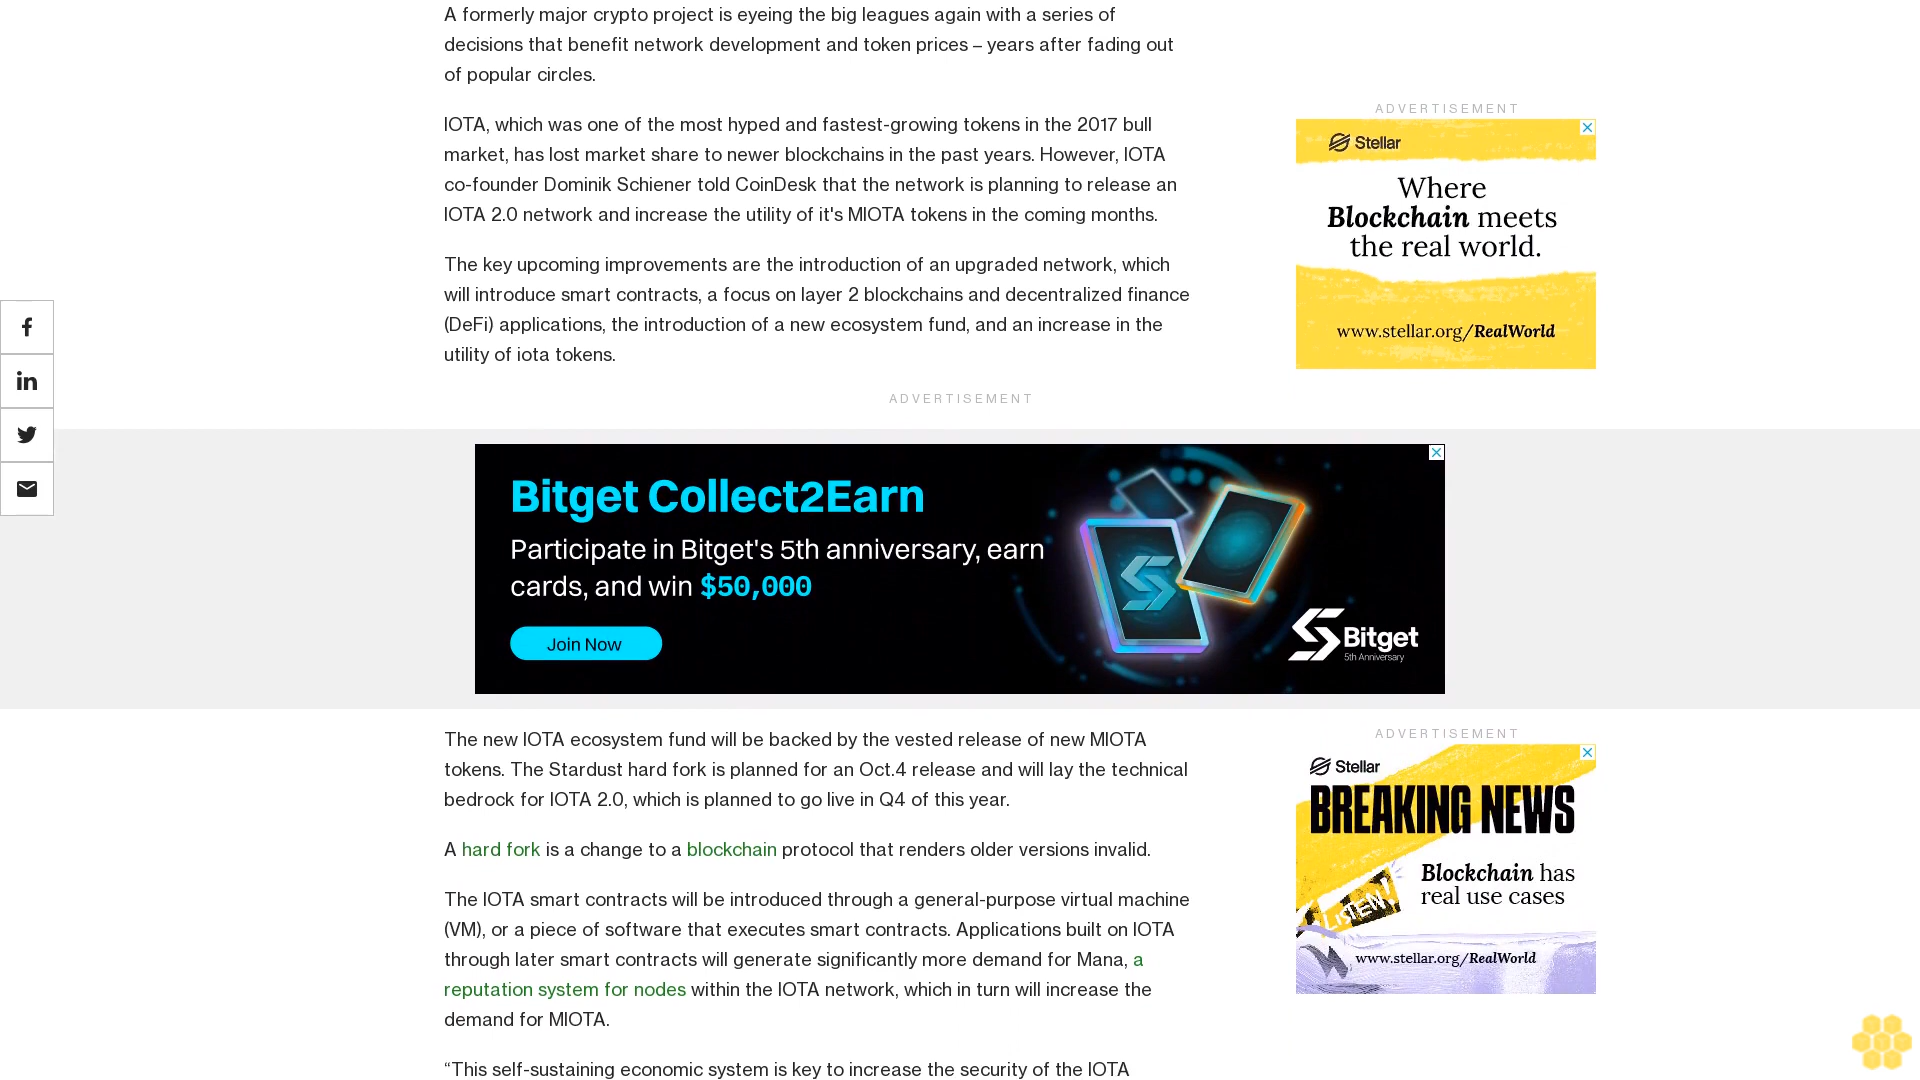 A formerly major crypto project is eyeing the big leagues again with a series of
decisions that benefit network development and token prices – years after fading out
of popular circles.
IOTA, which was one of the most hyped and fastest-growing tokens in the 2017 bull
market, has lost market share to newer blockchains in the past years. However, IOTA
co-founder Dominik Schiener told CoinDesk that the network is planning to release an
IOTA 2.0 network and increase the utility of it's MIOTA tokens in the coming months.
The key upcoming improvements are the introduction of an upgraded network, which
will introduce smart contracts, a focus on layer 2 blockchains and decentralized finance
(DeFi) applications, the introduction of a new ecosystem fund, and an increase in the
utility of iota tokens.
ADVERTISEMENT
Stellar
Where
Blockchain meets
the real world.
www.stellar.org/RealWorld
ADVERTISEMENT
Bitget Collect2Earn
Participate in Bitget's 5th anniversary, earn
cards, and win $50,000
Join Now
Bitget
5th Anniversary
The new IOTA ecosystem fund will be backed by the vested release of new MIOTA
tokens. The Stardust hard fork is planned for an Oct.4 release and will lay the technical
bedrock for IOTA 2.0, which is planned to go live in Q4 of this year.
A hard fork is a change to a blockchain protocol that renders older versions invalid.
The IOTA smart contracts will be introduced through a general-purpose virtual machine
(VM), or a piece of software that executes smart contracts. Applications built on IOTA
through later smart contracts will generate significantly more demand for Mana, a
reputation system for nodes within the IOTA network, which in turn will increase the
demand for MIOTA.
“This self-sustaining economic system is key to increase the security of the IOTA
ADVERTISEMENT
Stellar
BREAKING NEWS
Blockchain has
real use cases
LISTEN!
www.stellar.org/RealWorld